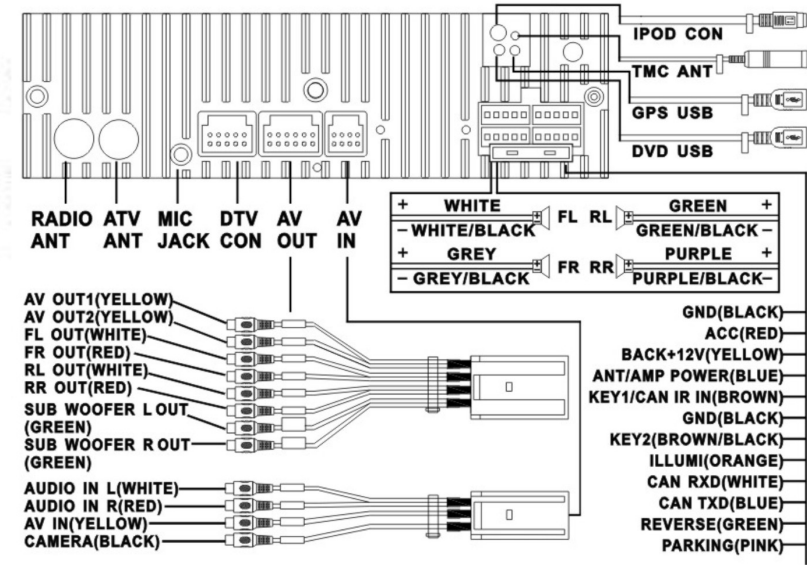 IPOD CON
TMC ANT
GPS USB
DVD USB
RADIO ANT
ATV ANT
MIC JACK
DTV CON
AV OUT
AV IN
+ WHITE
- WHITE/BLACK
FL
RL
GREEN +
GREEN/BLACK -
+ GREY
- GREY/BLACK
FR
RR
PURPLE +
PURPLE/BLACK -
AV OUT1(YELLOW)
AV OUT2(YELLOW)
FL OUT(WHITE)
FR OUT(RED)
RL OUT(WHITE)
RR OUT(RED)
SUB WOOFER L OUT
(GREEN)
SUB WOOFER R OUT
(GREEN)
AUDIO IN L(WHITE)
AUDIO IN R(RED)
AV IN(YELLOW)
CAMERA(BLACK)
GND(BLACK)
ACC(RED)
BACK+12V(YELLOW)
ANT/AMP POWER(BLUE)
KEY1/CAN IR IN(BROWN)
GND(BLACK)
KEY2(BROWN/BLACK)
ILLUMI(ORANGE)
CAN RXD(WHITE)
CAN TXD(BLUE)
REVERSE(GREEN)
PARKING(PINK)